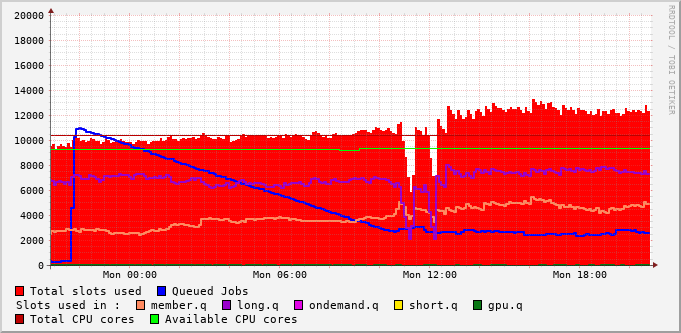 20000
18000
16000
14000
12000
10000
8000
6000
4000
2000
0
Mon 00:00 Mon 06:00 Mon 12:00 Mon 18:00
RRDTOOL / TOBI OETIKER
Total slots used Queued Jobs
Slots used in : member.q long.q ondemand.q short.q gpu.q
Total CPU cores Available CPU cores